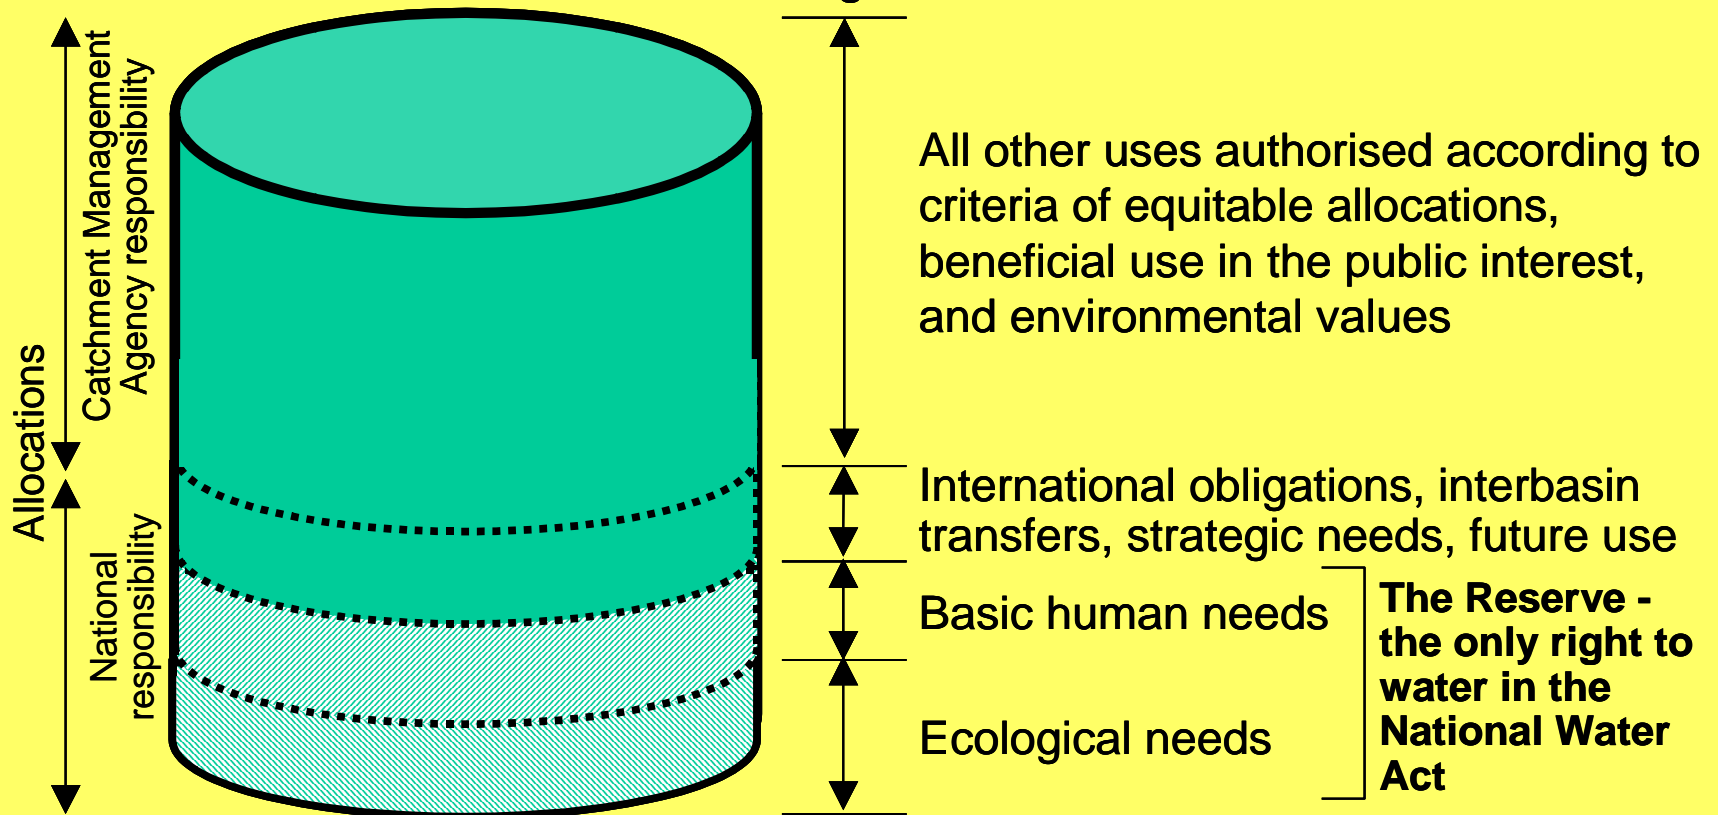 Allocations
Catchment Management
Agency responsibility
National
responsibility
All other uses authorised according to
criteria of equitable allocations,
beneficial use in the public interest,
and environmental values
International obligations, interbasin
transfers, strategic needs, future use
Basic human needs
Ecological needs
The Reserve -
the only right to
water in the
National Water
Act